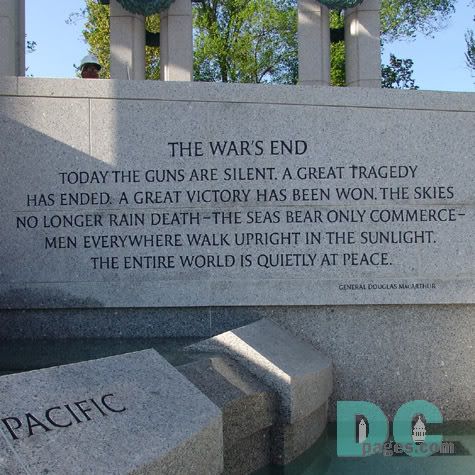 THE WAR'S END
TODAY THE GUNS ARE SILENT. A GREAT TRAGEDY
HAS ENDED. A GREAT VICTORY HAS BEEN WON. THE SKIES
NO LONGER RAIN DEATH – THE SEAS BEAR ONLY COMMERCE –
MEN EVERYWHERE WALK UPRIGHT IN THE SUNLIGHT.
THE ENTIRE WORLD IS QUIETLY AT PEACE.
GENERAL DOUGLAS MACARTHUR
PACIFIC
DC
pages.com